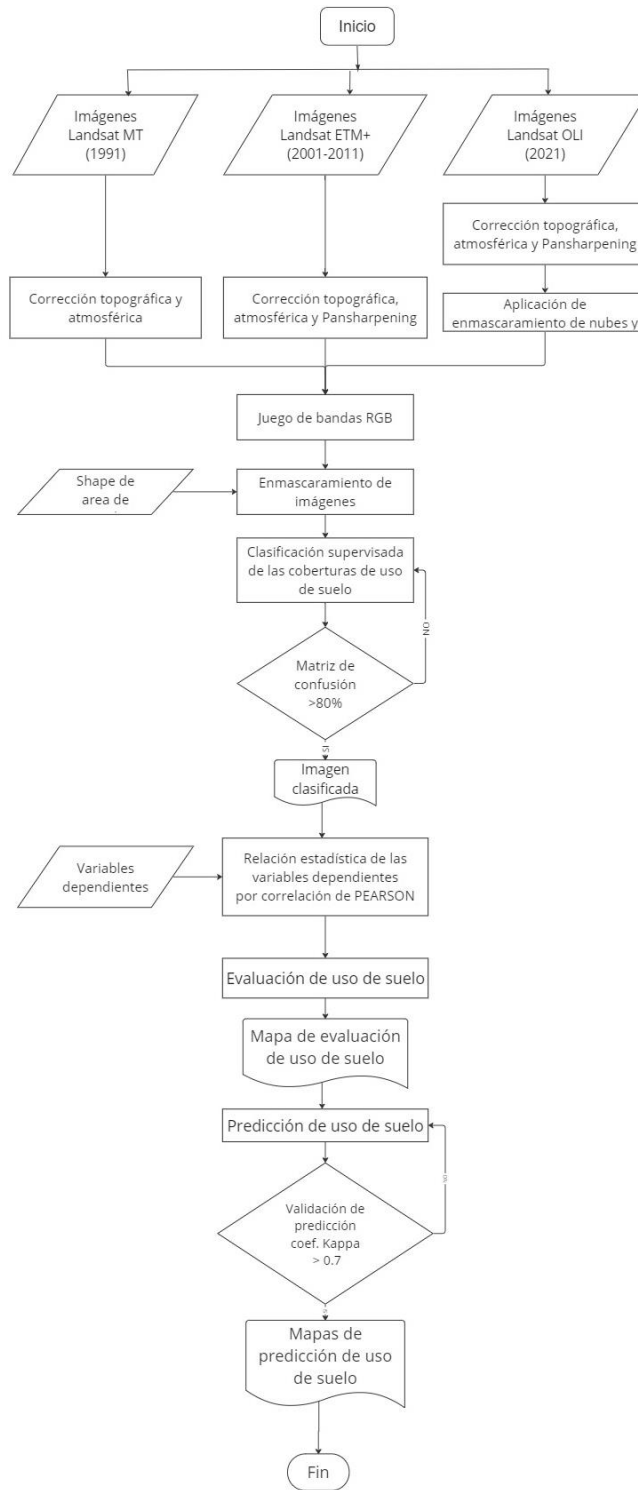 Inicio
Imágenes
Landsat MT
(1991)
Imágenes
Landsat ETM+
(2001-2011)
Imágenes
Landsat OLI
(2021)
Corrección topográfica y
atmosférica
Corrección topográfica,
atmosférica y Pansharpening
Corrección topográfica,
atmosférica y Pansharpening
Aplicación de
enmascaramiento de nubes y
Juego de bandas RGB
Shape de
area de
Enmascaramiento de
imágenes
Clasificación supervisada
de las coberturas de uso
de suelo
NO
Matriz de
confusión
>80%
SI
Imagen
clasificada
Variables
dependientes
Relación estadística de las
variables dependientes
por correlación de PEARSON
Evaluación de uso de suelo
Mapa de evaluación
de uso de suelo
Predicción de uso de suelo
Validación de
predicción
coef. Kappa
> 0.7
Mapas de
predicción de uso
de suelo
Fin